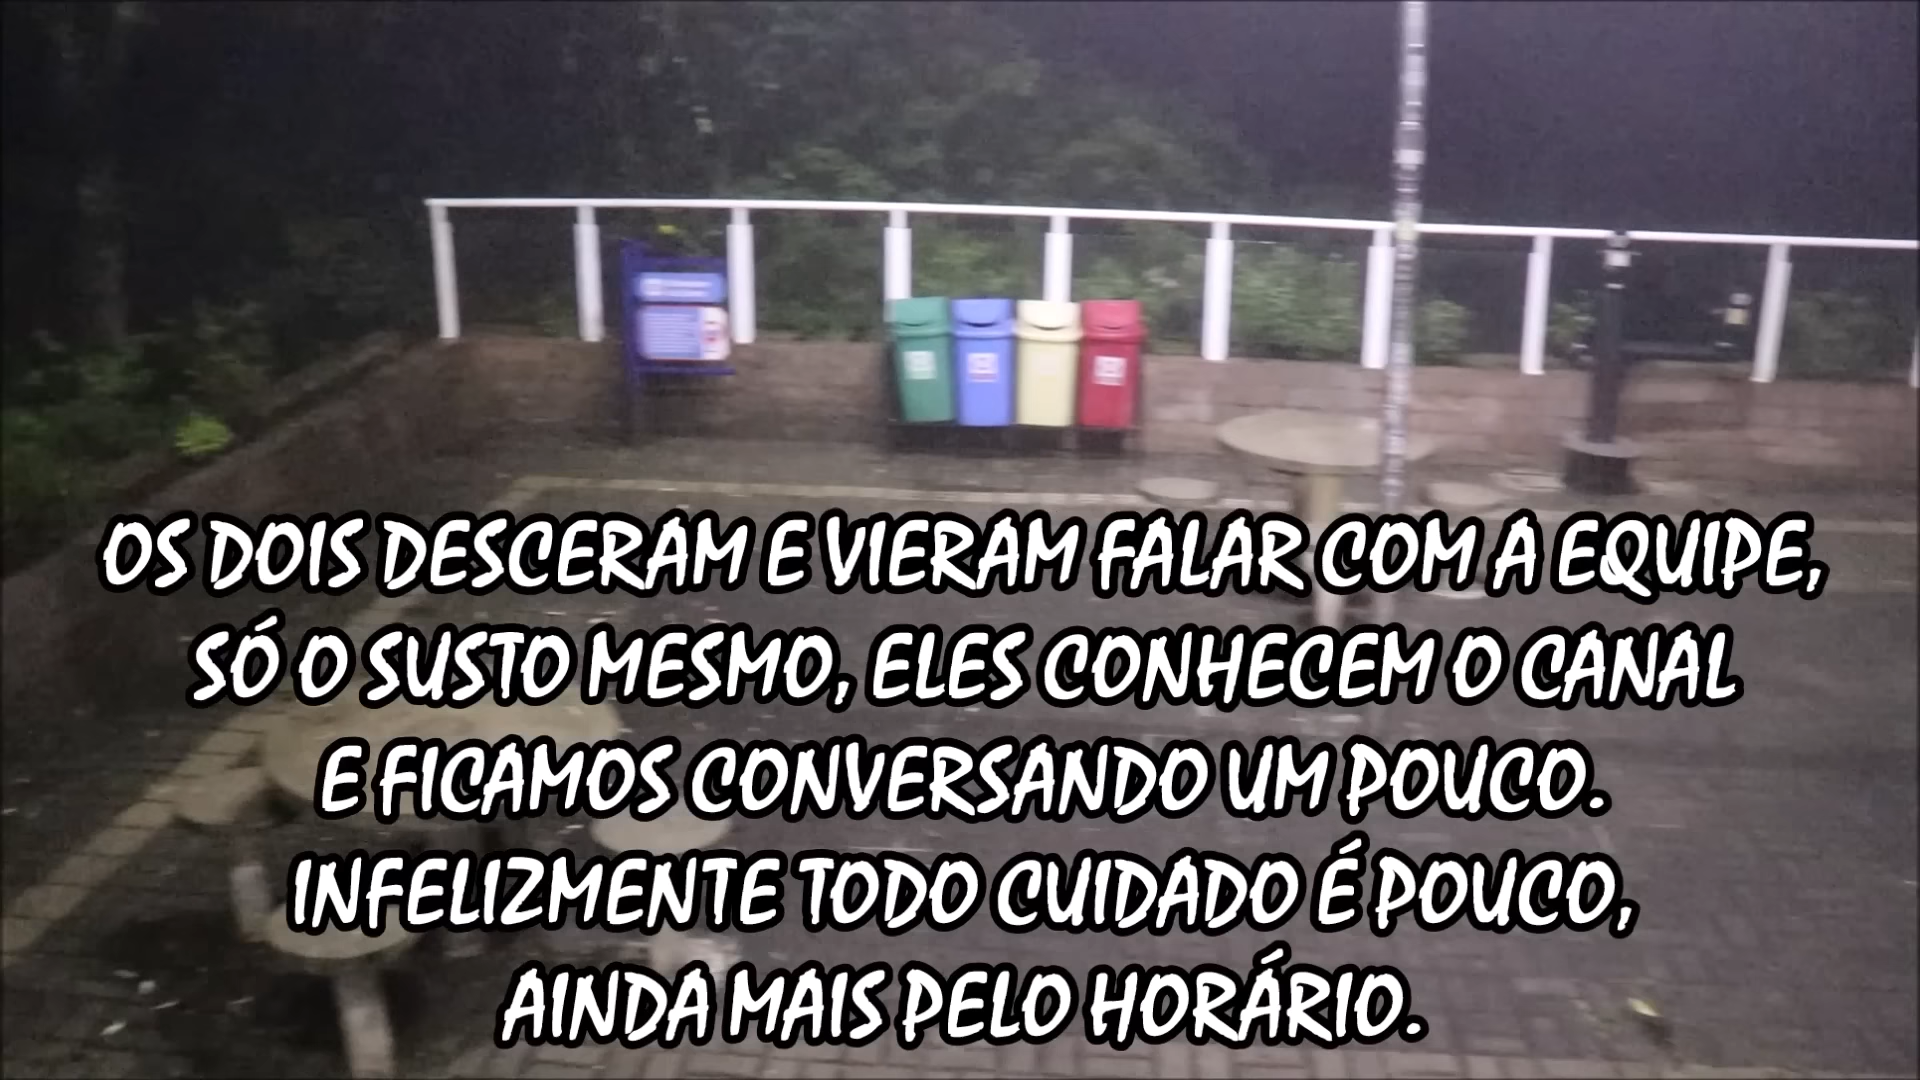 OS DOIS DESCERAM E VIERAM FALAR COM A EQUIPE,
SÓ O SUSTO MESMO, ELES CONHECEM O CANAL
E FICAMOS CONVERSANDO UM POUCO.
INFELIZMENTE TODO CUIDADO É POUCO,
AINDA MAIS PELO HORÁRIO.